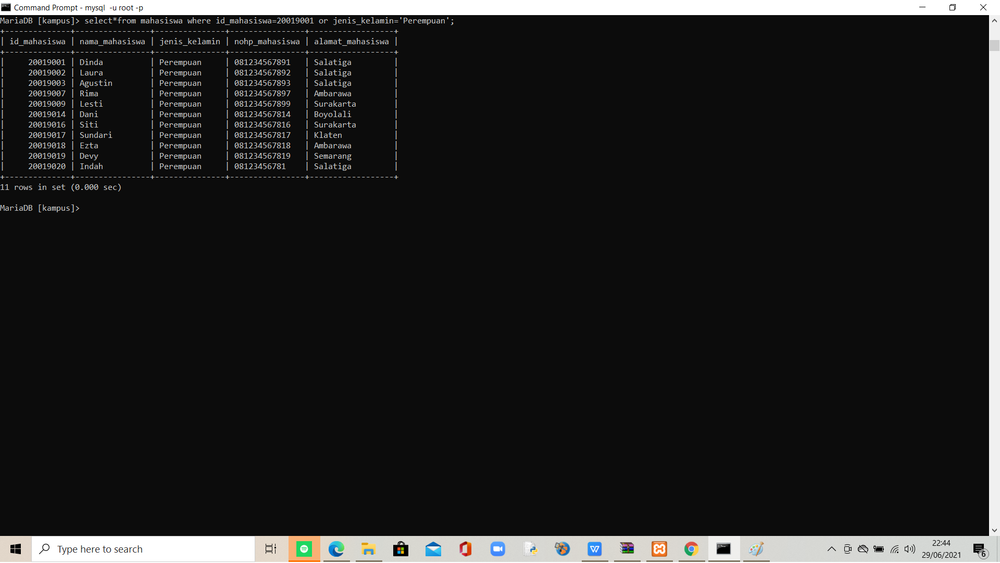 Command Prompt - mysql  -u root -p
MariaDB [kampus]> select*from mahasiswa where id_mahasiswa=20019001 or jenis_kelamin='Perempuan';
+--------------+----------------+---------------+----------------+------------------+
| id_mahasiswa | nama_mahasiswa | jenis_kelamin | nohp_mahasiswa | alamat_mahasiswa |
+--------------+----------------+---------------+----------------+------------------+
|     20019001 | Dinda          | Perempuan     | 081234567891   | Salatiga         |
|     20019002 | Laura          | Perempuan     | 081234567892   | Salatiga         |
|     20019003 | Agustin        | Perempuan     | 081234567893   | Salatiga         |
|     20019007 | Rima           | Perempuan     | 081234567897   | Ambarawa         |
|     20019009 | Lesti          | Perempuan     | 081234567899   | Surakarta        |
|     20019014 | Dani           | Perempuan     | 081234567814   | Boyolali         |
|     20019016 | Siti           | Perempuan     | 081234567816   | Surakarta        |
|     20019017 | Sundari        | Perempuan     | 081234567817   | Klaten           |
|     20019018 | Ezta           | Perempuan     | 081234567818   | Ambarawa         |
|     20019019 | Devy           | Perempuan     | 081234567819   | Semarang         |
|     20019020 | Indah          | Perempuan     | 08123456781    | Salatiga         |
+--------------+----------------+---------------+----------------+------------------+
11 rows in set (0.000 sec)
MariaDB [kampus]>
Type here to search
22:44
29/06/2021
6